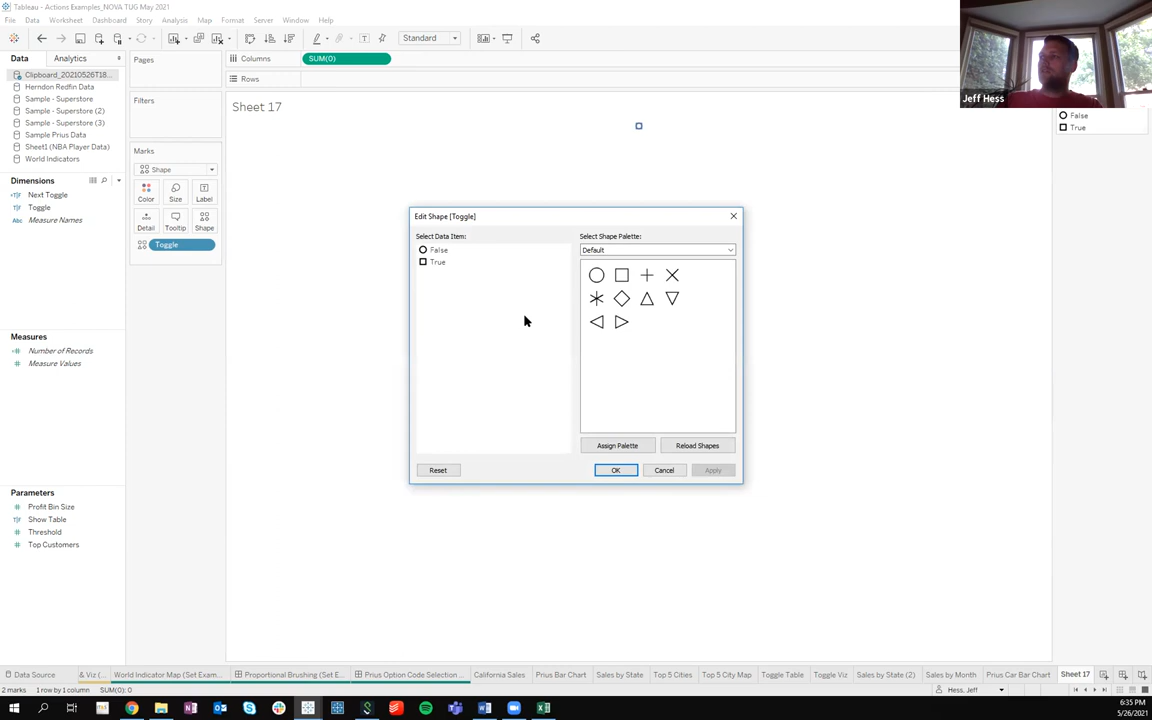 Tableau - Actions Examples_NOVA TUG May 2021
File Data Worksheet Dashboard Story Analysis Map Format Server Window Help
Standard
Data Analytics
Pages
Columns SUM(0)
Rows
Clipboard_20210526T18...
Herndon Redfin Data
Sample - Superstore
Sample - Superstore (2)
Sample - Superstore (3)
Sample Prius Data
Sheet1 (NBA Player Data)
World Indicators
Filters
Sheet 17
Jeff Hess
False
True
Marks
Shape
Color Size Label
Detail Tooltip Shape
Toggle
Dimensions
Next Toggle
Toggle
Abc Measure Names
Edit Shape [Toggle]
Select Data Item:
False
True
Select Shape Palette:
Default
Assign Palette Reload Shapes
Reset OK Cancel Apply
Measures
Number of Records
Measure Values
Parameters
Profit Bin Size
Show Table
Threshold
Top Customers
Data Source & Viz (... World Indicator Map (Set Exam... Proportional Brushing (Set E... Prius Option Code Selection ... California Sales Prius Bar Chart Sales by State Top 5 Cities Top 5 City Map Toggle Table Toggle Viz Sales by State (2) Sales by Month Prius Car Bar Chart Sheet 17
2 marks 1 row by 1 column SUM(0): 0 Hess, Jeff
6:35 PM
5/26/2021